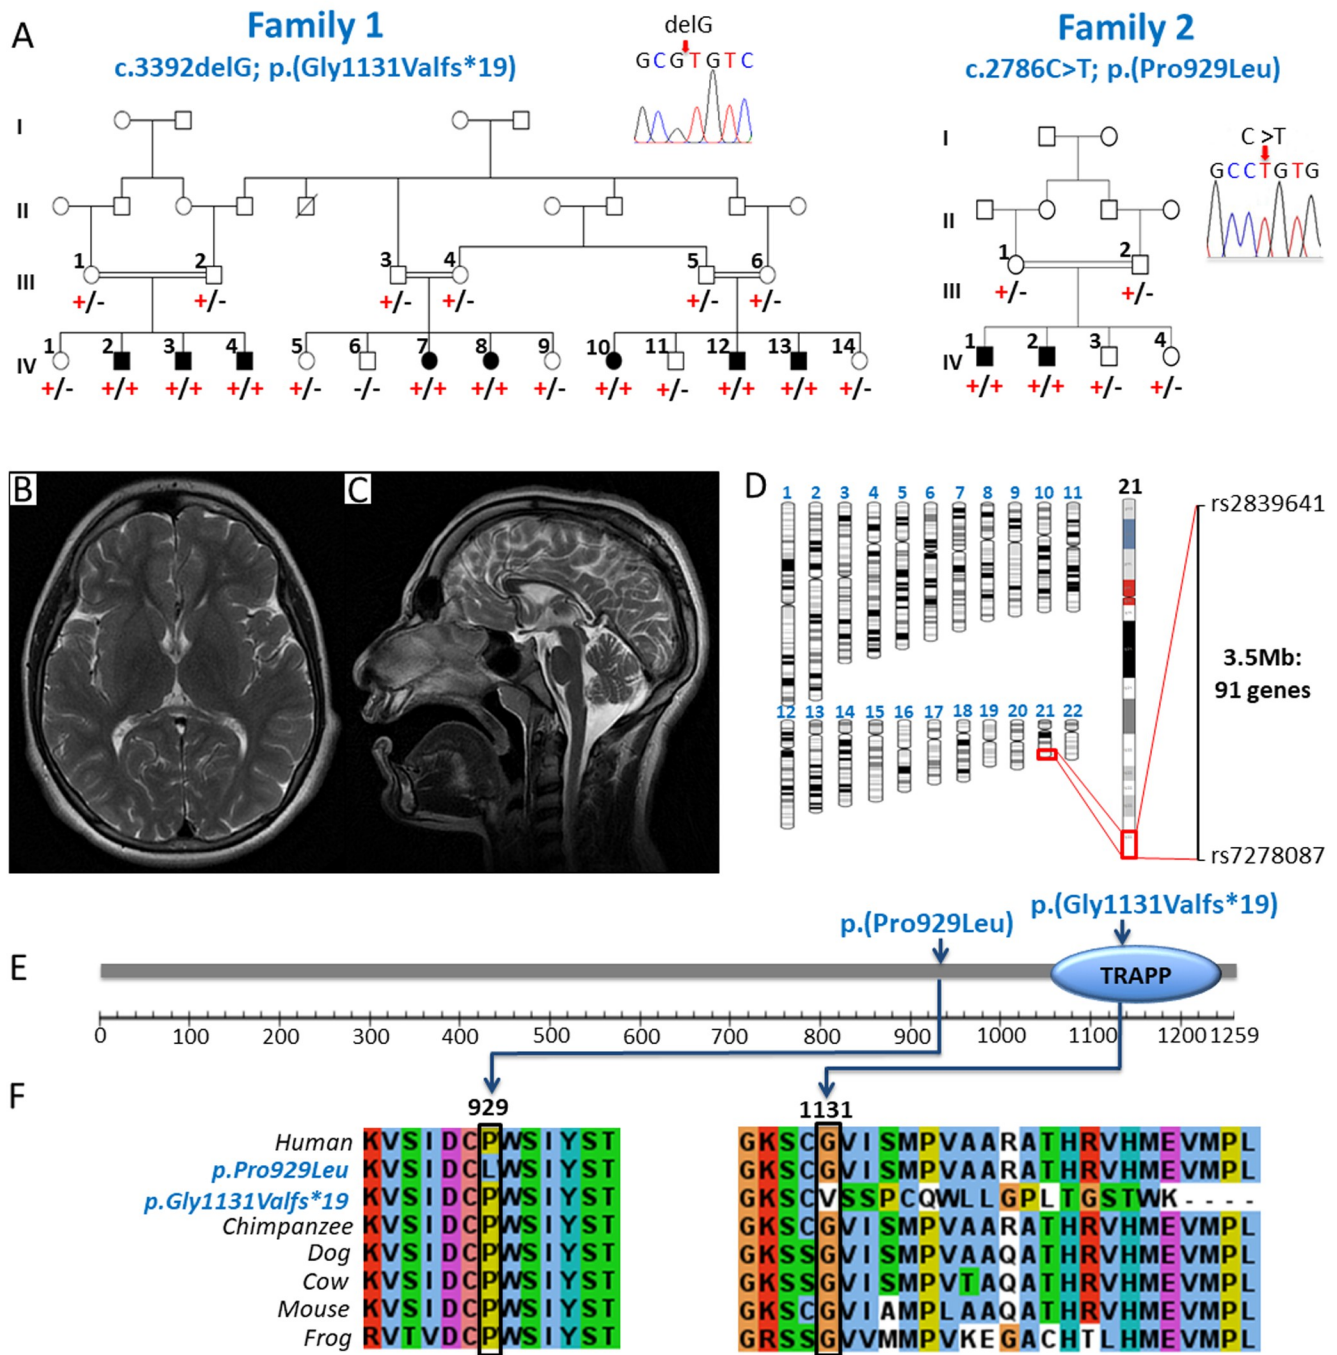 A
Family 1
c.3392delG; p.(Gly1131Valfs*19)
delG
G C G T G T C
Family 2
c.2786C>T; p.(Pro929Leu)
C >T
G C C T G T G
I
II
1 2 3 4 5 6
III
+/- +/- +/- +/- +/- +/-
1 2 3 4 5 6 7 8 9 10 11 12 13 14
IV
+/- +/+ +/+ +/+ +/- -/- +/+ +/+ +/- +/+ +/- +/+ +/+ +/-
I
II
1 2
III
+/- +/-
1 2 3 4
IV
+/+ +/+ +/- +/-
B
C
D
1 2 3 4 5 6 7 8 9 10 11
12 13 14 15 16 17 18 19 20 21 22
21
rs2839641
3.5Mb:
91 genes
rs7278087
E
p.(Pro929Leu)
p.(Gly1131Valfs*19)
TRAPP
0 100 200 300 400 500 600 700 800 900 1000 1100 1200 1259
F
929
1131
Human KVSIDCPWSIYST GKSCGVISMPVAARATHRVHMEVMPL
p.Pro929Leu KVSIDCLWSIYST GKSCGVISMPVAARATHRVHMEVMPL
p.Gly1131Valfs*19 KVSIDCPWSIYST GKSCVSSPCQWLLGPLTGSTWK----
Chimpanzee KVSIDCPWSIYST GKSCGVISMPVAARATHRVHMEVMPL
Dog KVSIDCPWSIYST GKSSGVISMPVAAQATHRVHMEVMPL
Cow KVSIDCPWSIYST GKSSGVISMPVTAQATHRVHMEVMPL
Mouse KVSIDCPWSIYST GKSCGVIAMPLAAQATHRVHMEVMPL
Frog RVTVDCPWSIYST GRSSGVVMMPVKEGACHTLHMEVMPL